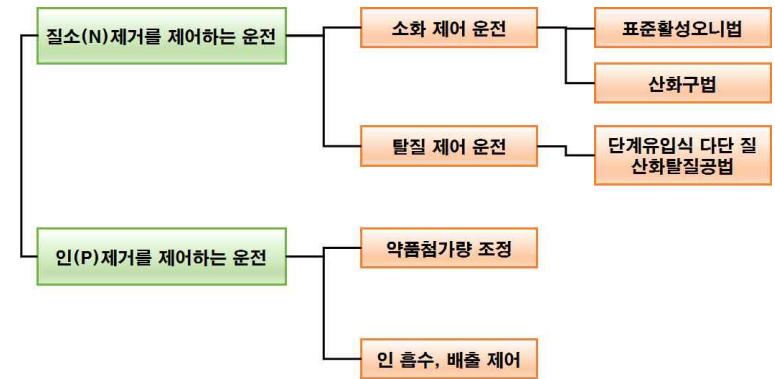 질소(N)제거를 제어하는 운전
소화 제어 운전
표준활성오니법
산화구법
탈질 제어 운전
단계유입식 다단 질
산화탈질공법
인(P)제거를 제어하는 운전
약품첨가량 조정
인 흡수, 배출 제어